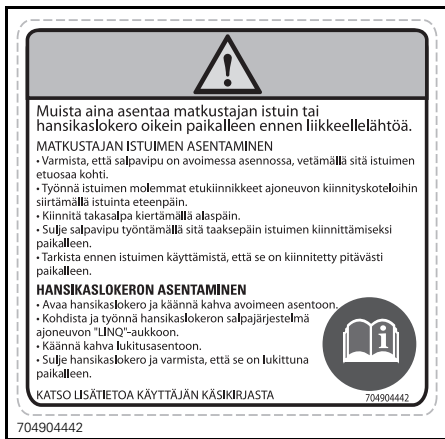 Muista aina asentaa matkustajan istuin tai
hansikaslokero oikein paikalleen ennen liikkeellelähtöä.
MATKUSTAJAN ISTUIMEN ASENTAMINEN
• Varmista, että salpavipu on avoimessa asennossa, vetämällä sitä istuimen
etuosaa kohti.
• Työnnä istuimen molemmat etukiinnikkeet ajoneuvon kiinnityskoteloihin
siirtämällä istuinta eteenpäin.
• Kiinnitä takasalpa kiertämällä alaspäin.
• Sulje salpavipu työntämällä sitä taaksepäin istuimen kiinnittämiseksi
paikalleen.
• Tarkista ennen istuimen käyttämistä, että se on kiinnitetty pitävästi
paikalleen.
HANSIKASLOKERON ASENTAMINEN
• Avaa hansikaslokero ja käännä kahva avoimeen asentoon.
• Kohdista ja työnnä hansikaslokeron salpajärjestelmä
ajoneuvon "LINQ"-aukkoon.
• Käännä kahva lukitusasentoon.
• Sulje hansikaslokero ja varmista, että se on lukittuna
paikalleen.
KATSO LISÄTIETOA KÄYTTÄJÄN KÄSIKIRJASTA
704904442
704904442